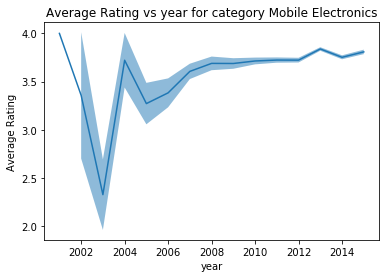 Average Rating vs year for category Mobile Electronics
4.0
3.5
3.0
2.5
2.0
Average Rating
2002 2004 2006 2008 2010 2012 2014
year